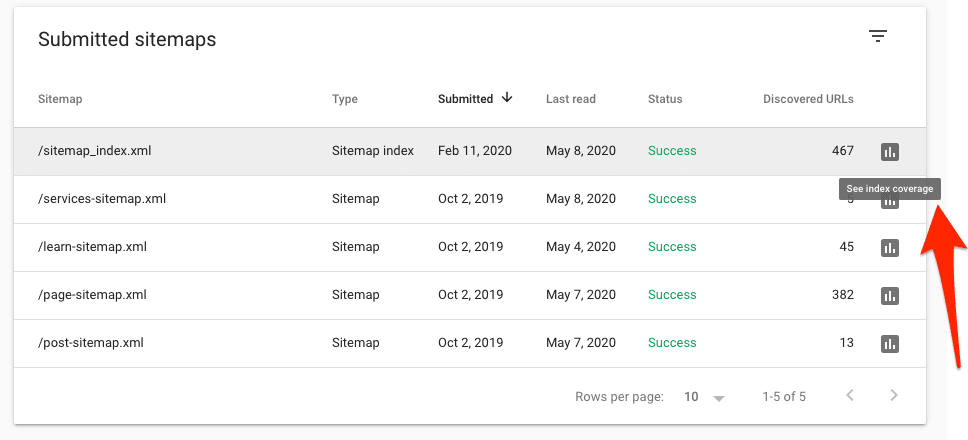 Submitted sitemaps
Sitemap Type Submitted Last read Status Discovered URLs
/sitemap_index.xml Sitemap index Feb 11, 2020 May 8, 2020 Success 467
See index coverage
/services-sitemap.xml Sitemap Oct 2, 2019 May 8, 2020 Success
/learn-sitemap.xml Sitemap Oct 2, 2019 May 4, 2020 Success 45
/page-sitemap.xml Sitemap Oct 2, 2019 May 7, 2020 Success 382
/post-sitemap.xml Sitemap Oct 2, 2019 May 7, 2020 Success 13
Rows per page: 10 1-5 of 5